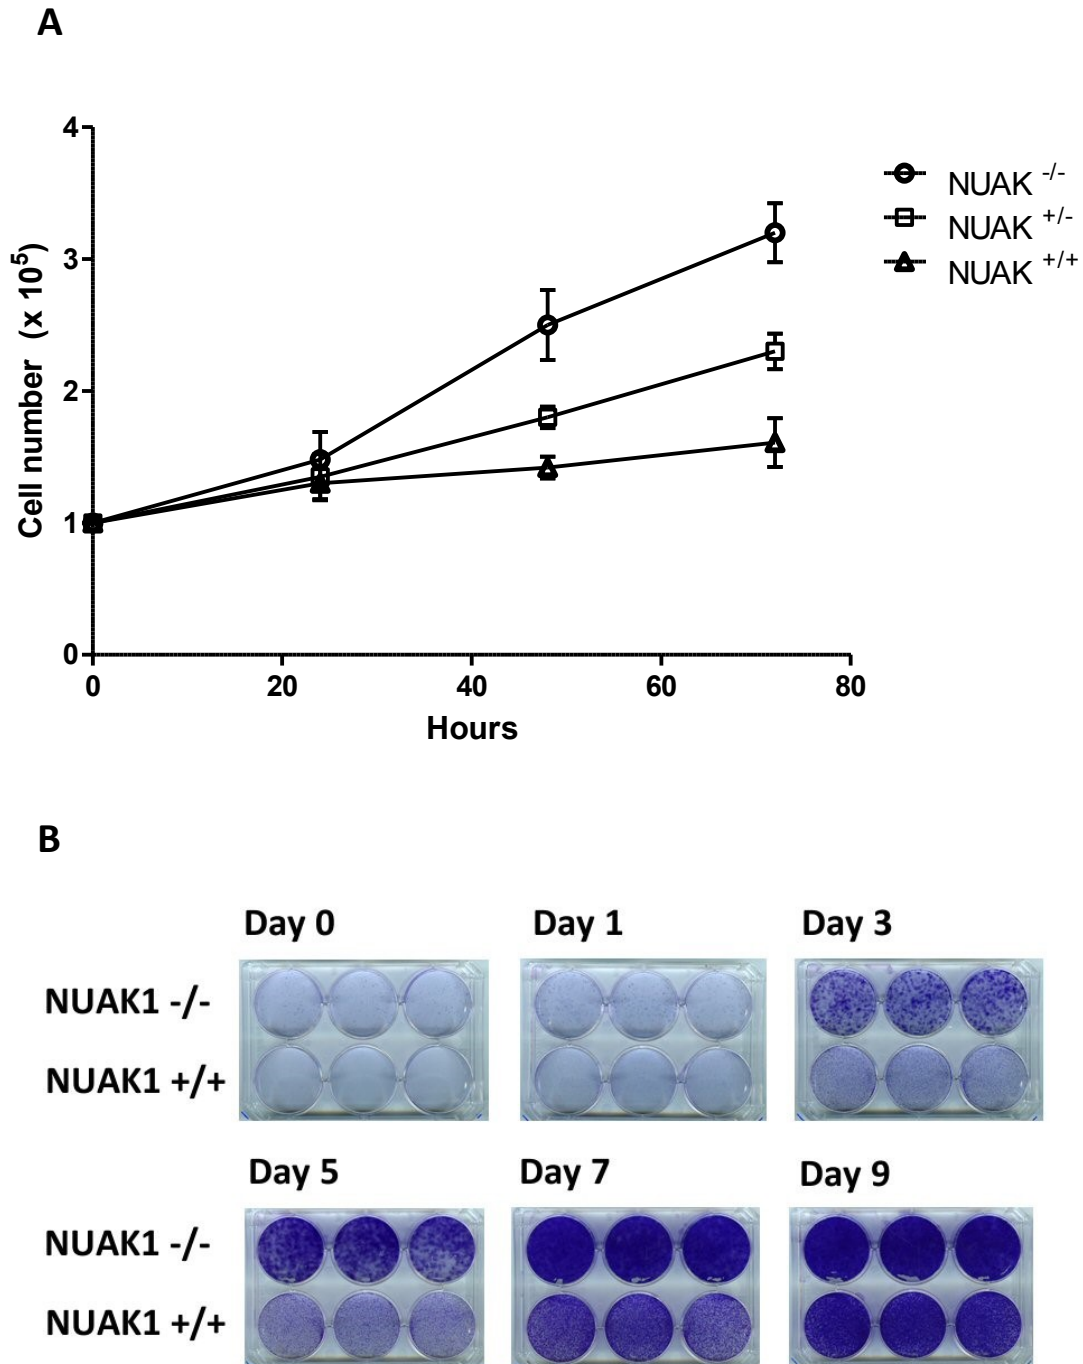 A
4
3
2
1
0
Cell number (x 10⁵)
0 20 40 60 80
Hours
NUAK -/-
NUAK +/-
NUAK +/+
B
Day 0 Day 1 Day 3
NUAK1 -/-
NUAK1 +/+
Day 5 Day 7 Day 9
NUAK1 -/-
NUAK1 +/+